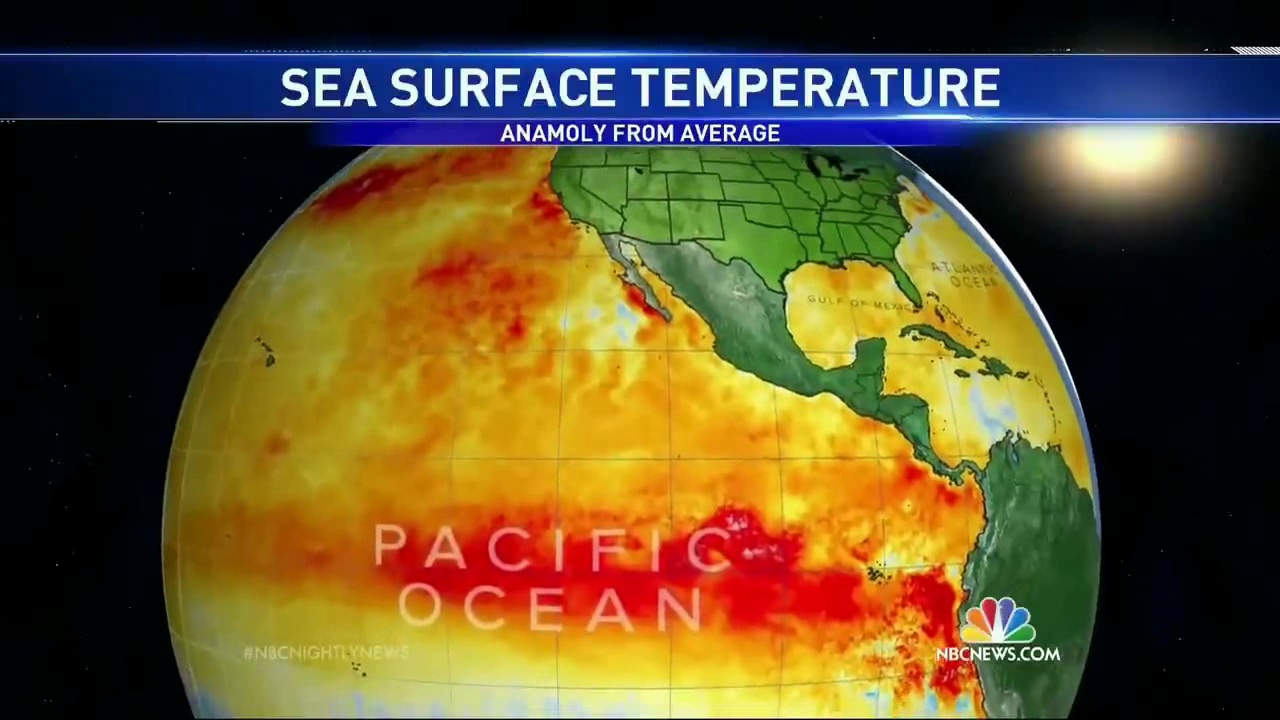 SEA SURFACE TEMPERATURE
ANAMOLY FROM AVERAGE
ATLANTIC
OCEAN
GULF OF MEXICO
PACIFIC
OCEAN
#NBCNIGHTLYNEWS
NBCNEWS.COM